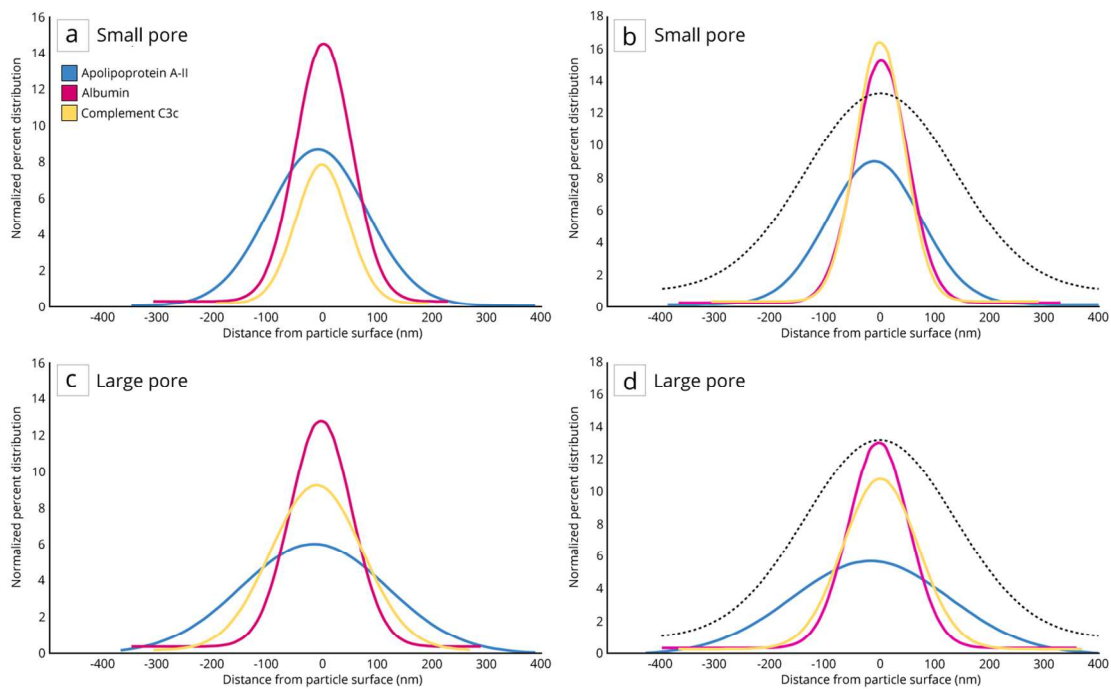 a Small pore
Apolipoprotein A-II
Albumin
Complement C3c
Normalized percent distribution
16
14
12
10
8
6
4
2
0
-400 -300 -200 -100 0 100 200 300 400
Distance from particle surface (nm)
b Small pore
Normalized percent distribution
18
16
14
12
10
8
6
4
2
0
-400 -300 -200 -100 0 100 200 300 400
Distance from particle surface (nm)
c Large pore
Normalized percent distribution
16
14
12
10
8
6
4
2
0
-400 -300 -200 -100 0 100 200 300 400
Distance from particle surface (nm)
d Large pore
Normalized percent distribution
18
16
14
12
10
8
6
4
2
0
-400 -300 -200 -100 0 100 200 300 400
Distance from particle surface (nm)